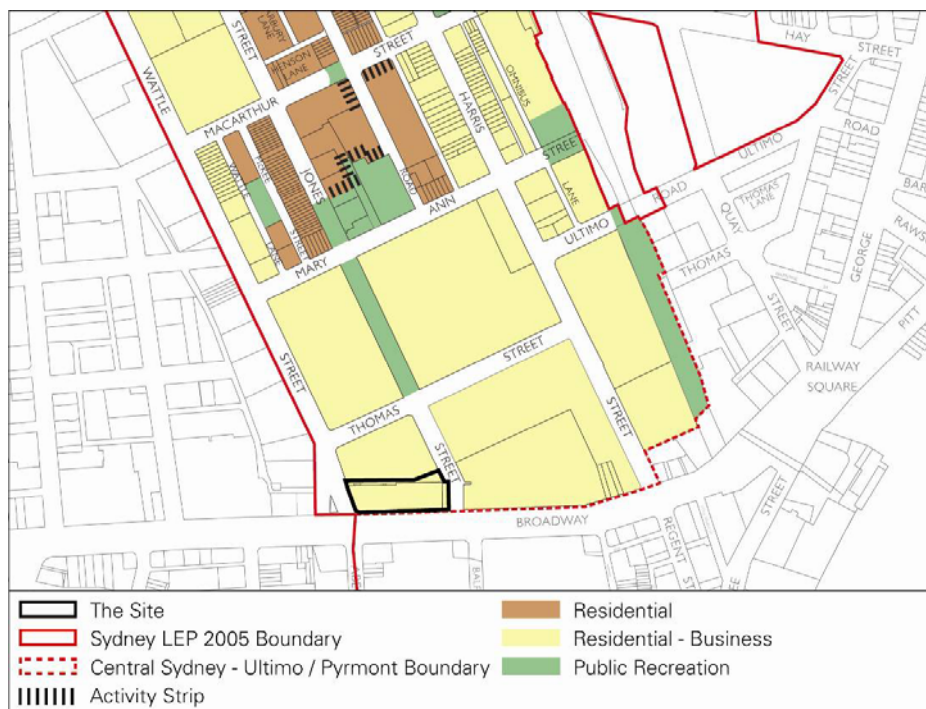 HAY
STREET
STREET
ROAD
ULTIMO
ROAD
THOMAS
LANE
QUAY
THOMAS
STREET
GEORGE
PITT
RAILWAY
SQUARE
WATTLE
STREET
LANE
HENSON
LANE
STREET
MACARTHUR
HARRIS
OMNIBUS
STREET
LANE
ULTIMO
WATTLE
LANE
STREET
JONES
ROAD
ANN
MARY
STREET
STREET
THOMAS
STREET
STREET
BROADWAY
REGENT
STREET
The Site
Sydney LEP 2005 Boundary
Central Sydney - Ultimo / Pyrmont Boundary
Activity Strip
Residential
Residential - Business
Public Recreation